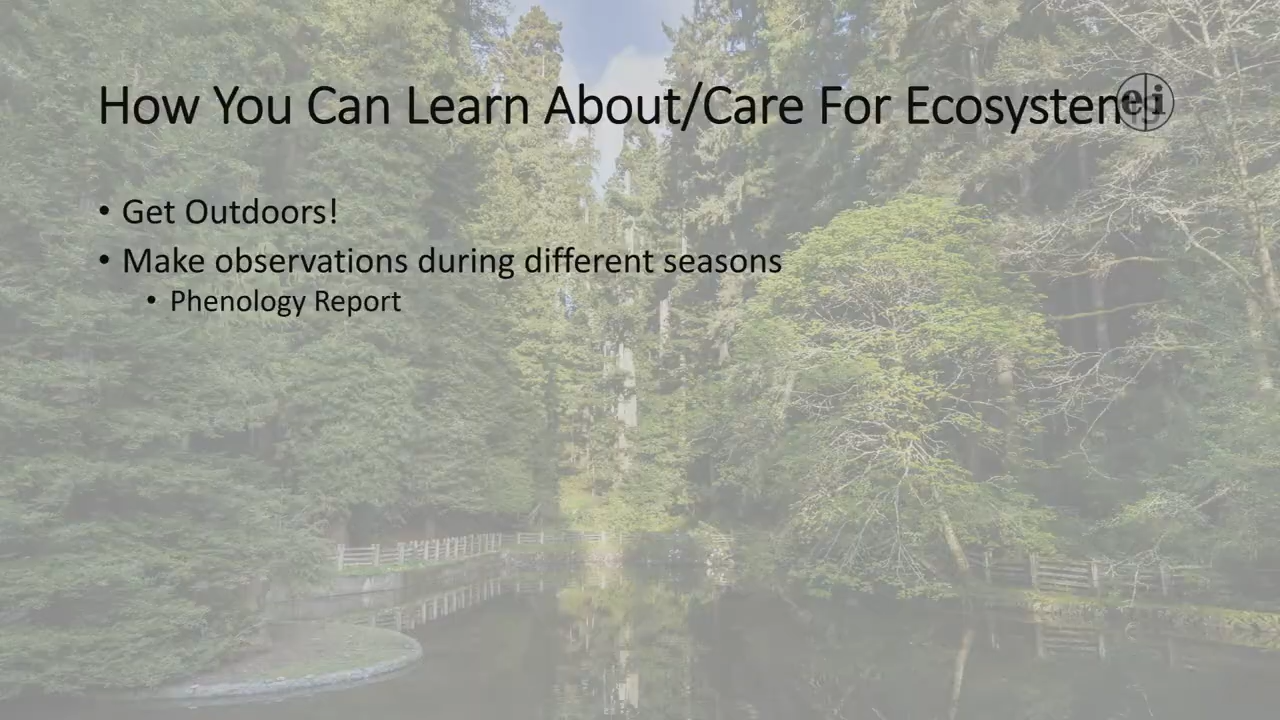 How You Can Learn About/Care For Ecosystem
e i
• Get Outdoors!
• Make observations during different seasons
• Phenology Report